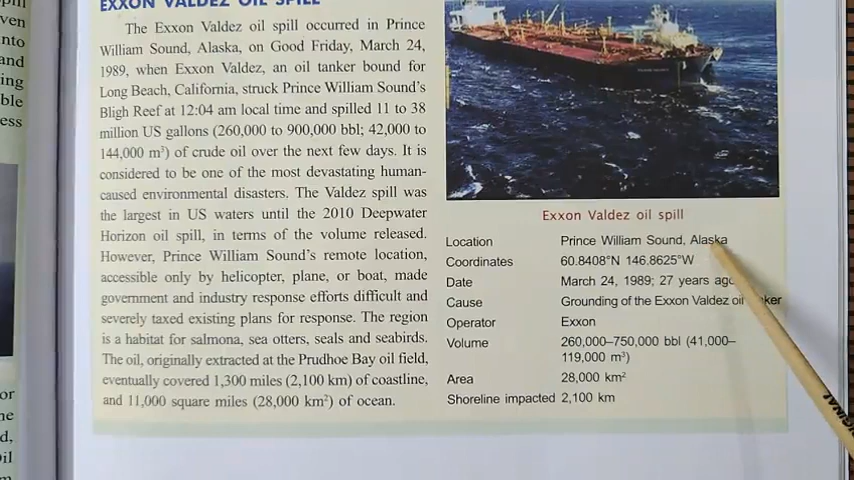 EXXON VALDEZ OIL SPILL
The Exxon Valdez oil spill occurred in Prince
William Sound, Alaska, on Good Friday, March 24,
1989, when Exxon Valdez, an oil tanker bound for
Long Beach, California, struck Prince William Sound's
Bligh Reef at 12:04 am local time and spilled 11 to 38
million US gallons (260,000 to 900,000 bbl; 42,000 to
144,000 m³) of crude oil over the next few days. It is
considered to be one of the most devastating human-
caused environmental disasters. The Valdez spill was
the largest in US waters until the 2010 Deepwater
Horizon oil spill, in terms of the volume released.
However, Prince William Sound's remote location,
accessible only by helicopter, plane, or boat, made
government and industry response efforts difficult and
severely taxed existing plans for response. The region
is a habitat for salmona, sea otters, seals and seabirds.
The oil, originally extracted at the Prudhoe Bay oil field,
eventually covered 1,300 miles (2,100 km) of coastline,
and 11,000 square miles (28,000 km²) of ocean.
Exxon Valdez oil spill
Location Prince William Sound, Alaska
Coordinates 60.8408°N 146.8625°W
Date March 24, 1989; 27 years ago
Cause Grounding of the Exxon Valdez oil
Operator Exxon
Volume 260,000–750,000 bbl (41,000–
119,000 m³)
Area 28,000 km²
Shoreline impacted 2,100 km